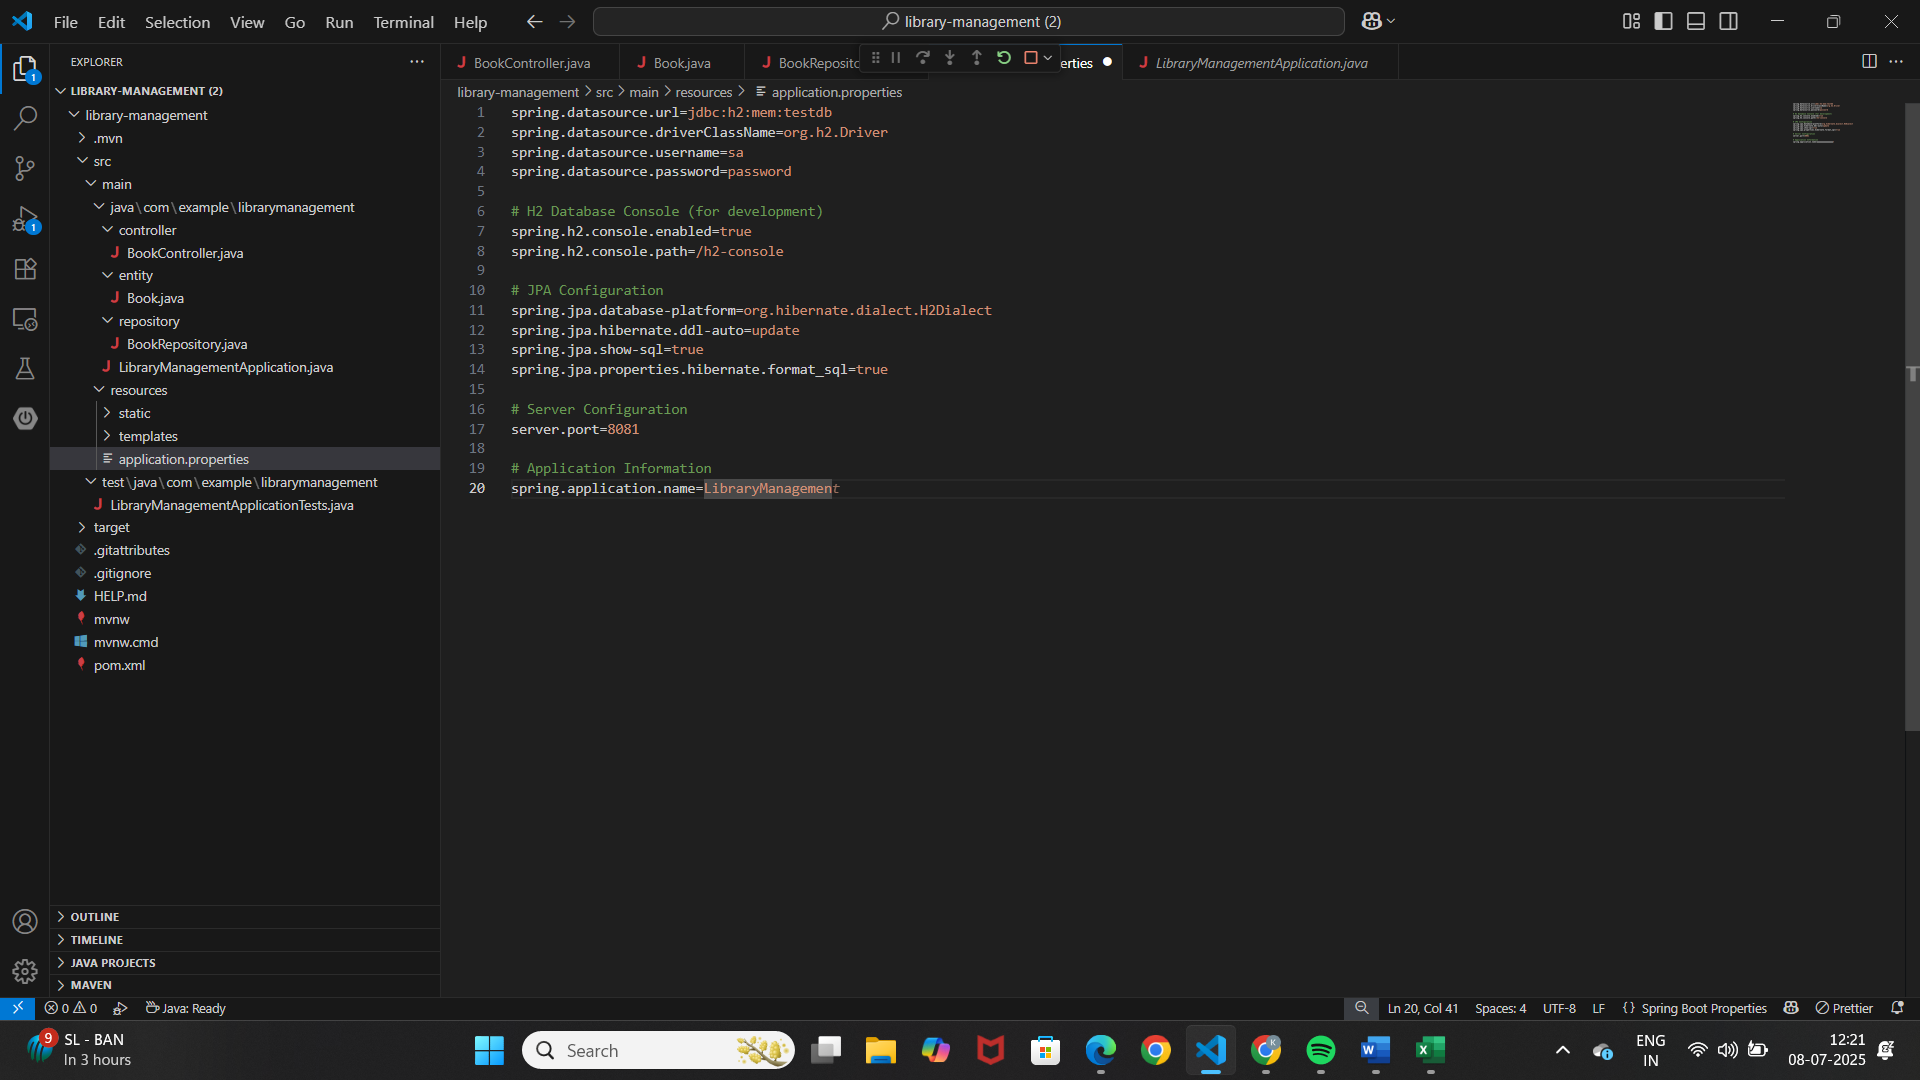 File Edit Selection View Go Run Terminal Help
library-management (2)
EXPLORER
LIBRARY-MANAGEMENT (2)
library-management
.mvn
src
main
java\com\example\librarymanagement
controller
BookController.java
entity
Book.java
repository
BookRepository.java
LibraryManagementApplication.java
resources
static
templates
application.properties
test\java\com\example\librarymanagement
LibraryManagementApplicationTests.java
target
.gitattributes
.gitignore
HELP.md
mvnw
mvnw.cmd
pom.xml
OUTLINE
TIMELINE
JAVA PROJECTS
MAVEN
1
1
BookController.java
Book.java
BookReposito
erties
LibraryManagementApplication.java
library-management > src > main > resources > application.properties
1 spring.datasource.url=jdbc:h2:mem:testdb
2 spring.datasource.driverClassName=org.h2.Driver
3 spring.datasource.username=sa
4 spring.datasource.password=password
5
6 # H2 Database Console (for development)
7 spring.h2.console.enabled=true
8 spring.h2.console.path=/h2-console
9
10 # JPA Configuration
11 spring.jpa.database-platform=org.hibernate.dialect.H2Dialect
12 spring.jpa.hibernate.ddl-auto=update
13 spring.jpa.show-sql=true
14 spring.jpa.properties.hibernate.format_sql=true
15
16 # Server Configuration
17 server.port=8081
18
19 # Application Information
20 spring.application.name=LibraryManagement
0 0 Java: Ready
Ln 20, Col 41 Spaces: 4 UTF-8 LF {} Spring Boot Properties Prettier
9
SL - BAN
In 3 hours
Search
ENG
IN
12:21
08-07-2025